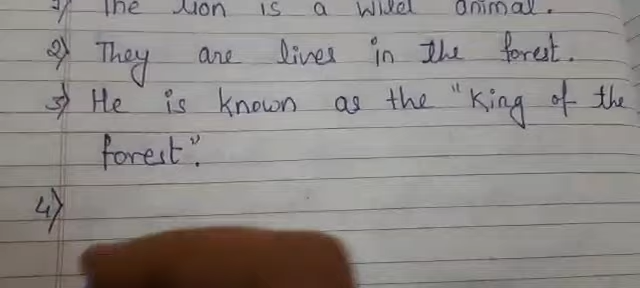 1) The lion is a wild animal.
2) They are lives in the forest.
3) He is known as the "King of the
forest".
4)